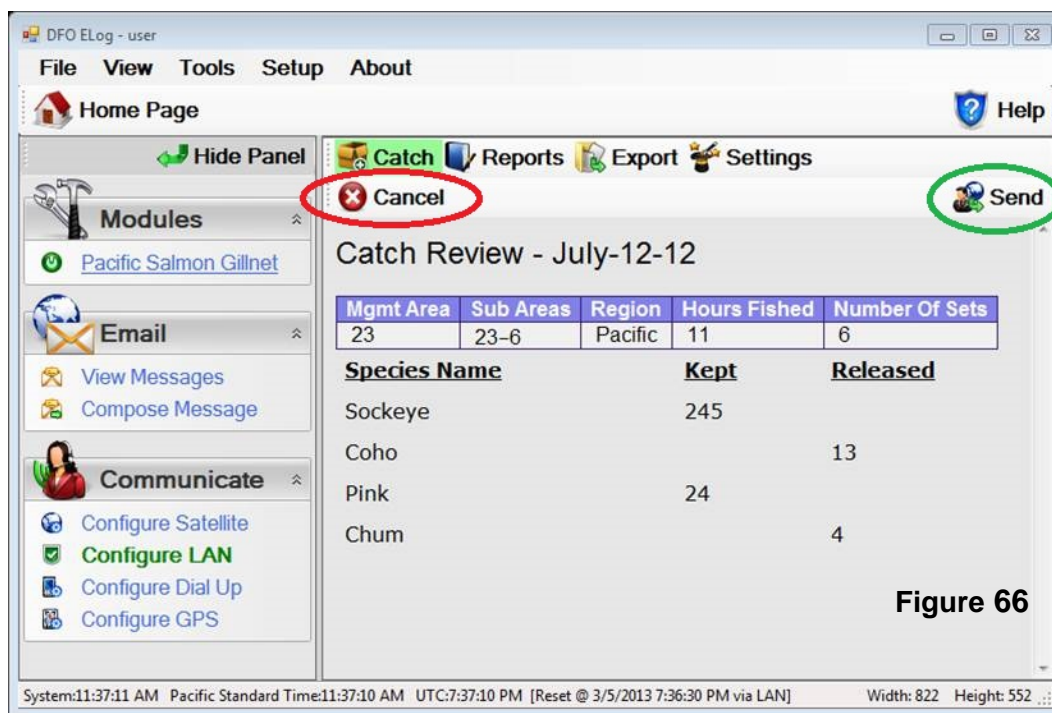 DFO ELog - user
File View Tools Setup About
Home Page
Help
Hide Panel
Catch Reports Export Settings
Cancel
Send
Modules
Pacific Salmon Gillnet
Email
View Messages
Compose Message
Communicate
Configure Satellite
Configure LAN
Configure Dial Up
Configure GPS
Catch Review - July-12-12
Mgmt Area Sub Areas Region Hours Fished Number Of Sets
23 23-6 Pacific 11 6
Species Name Kept Released
Sockeye 245
Coho 13
Pink 24
Chum 4
Figure 66
System:11:37:11 AM Pacific Standard Time:11:37:10 AM UTC:7:37:10 PM [Reset @ 3/5/2013 7:36:30 PM via LAN] Width: 822 Height: 552